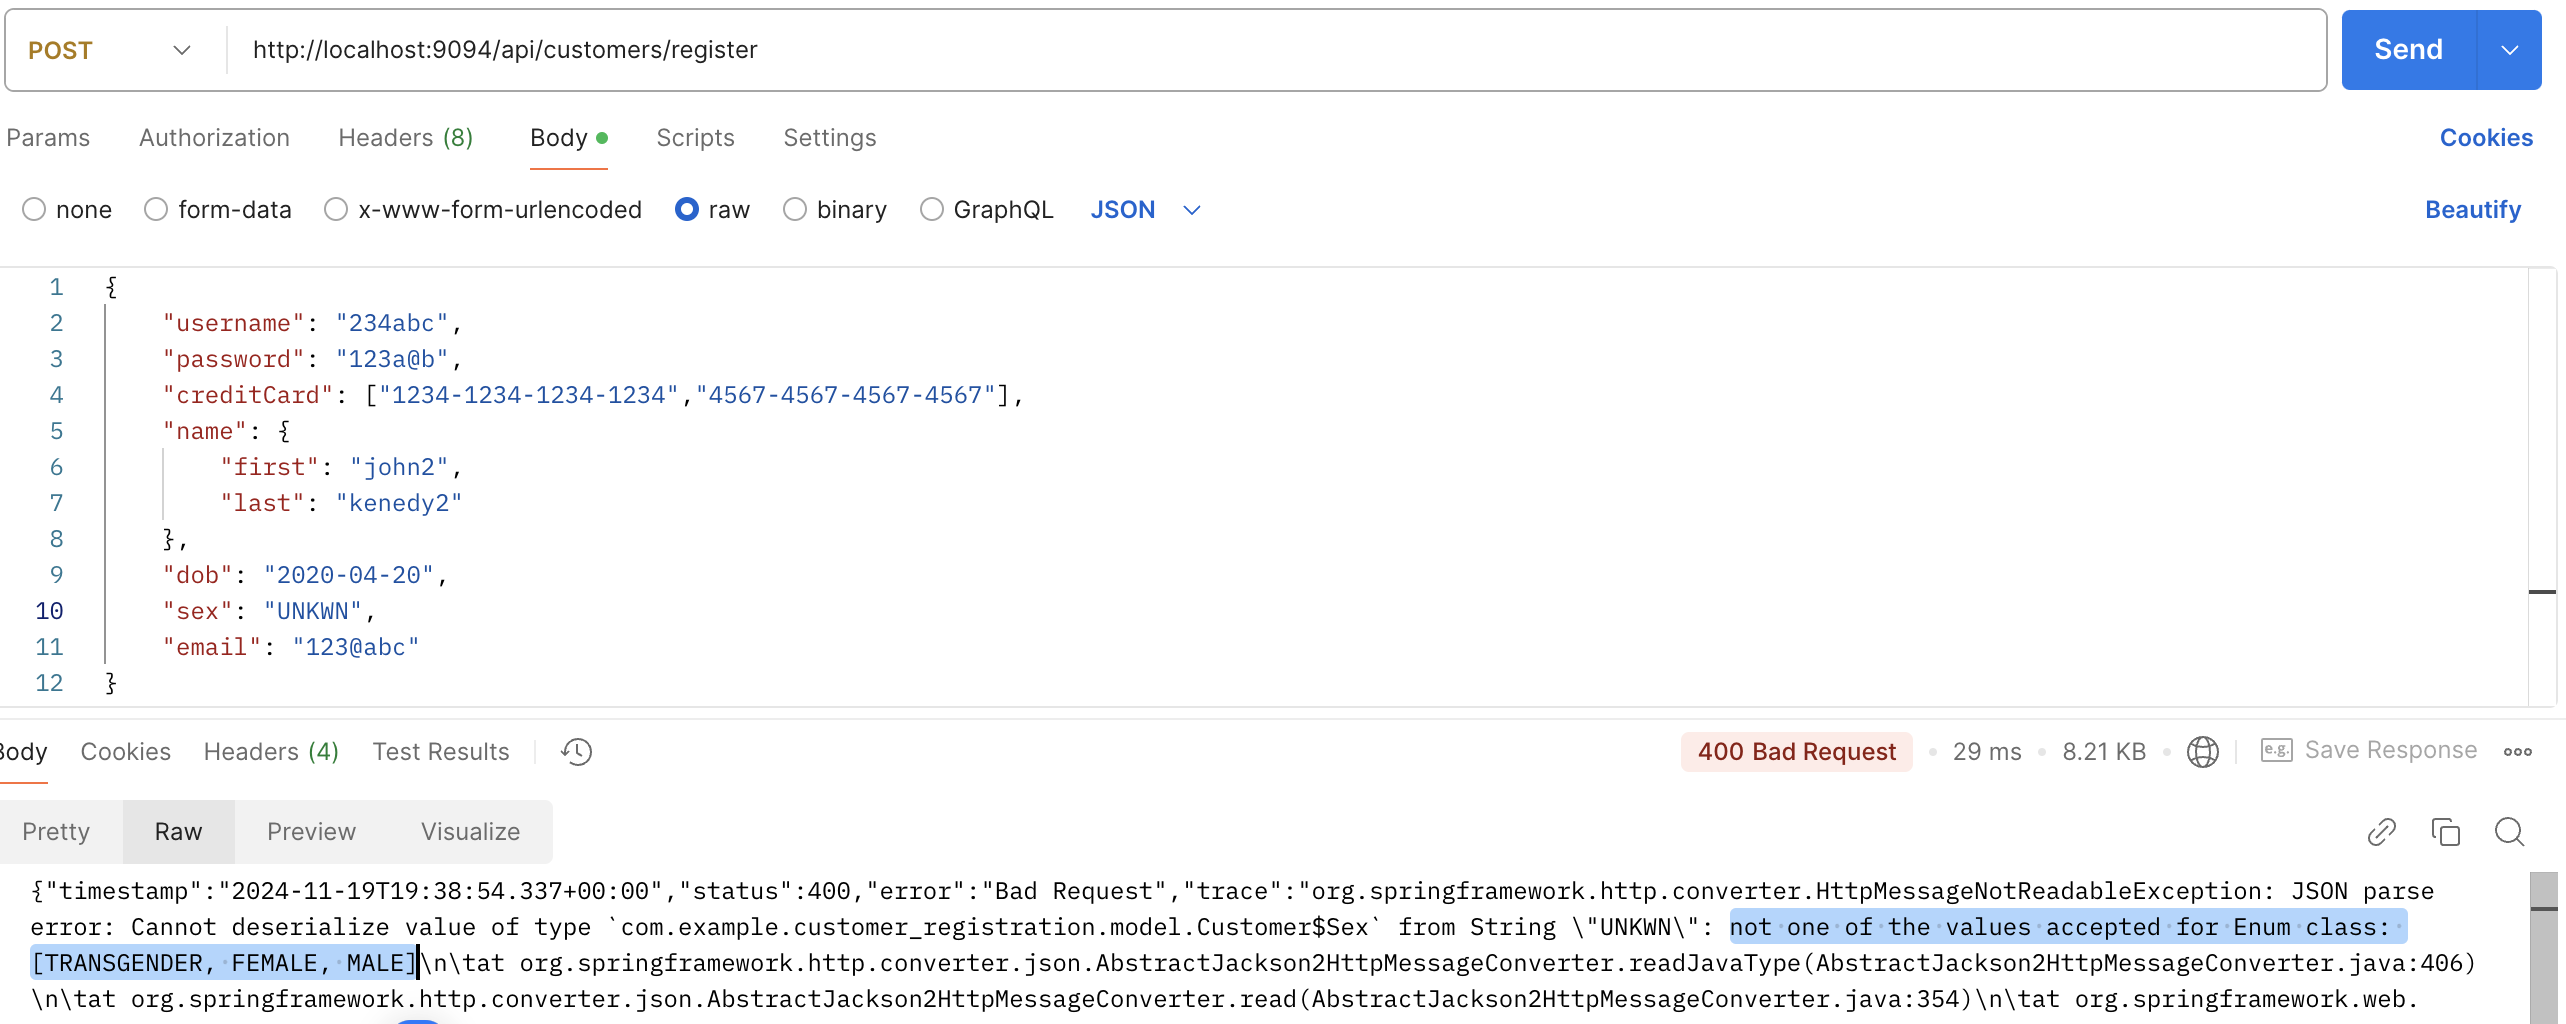 POST http://localhost:9094/api/customers/register Send
Params Authorization Headers (8) Body Scripts Settings Cookies
none form-data x-www-form-urlencoded raw binary GraphQL JSON Beautify
1 {
2 "username": "234abc",
3 "password": "123a@b",
4 "creditCard": ["1234-1234-1234-1234","4567-4567-4567-4567"],
5 "name": {
6 "first": "john2",
7 "last": "kenedy2"
8 },
9 "dob": "2020-04-20",
10 "sex": "UNKWN",
11 "email": "123@abc"
12 }
Body Cookies Headers (4) Test Results 400 Bad Request 29 ms 8.21 KB e.g. Save Response
Pretty Raw Preview Visualize
{"timestamp":"2024-11-19T19:38:54.337+00:00","status":400,"error":"Bad Request","trace":"org.springframework.http.converter.HttpMessageNotReadableException: JSON parse
error: Cannot deserialize value of type `com.example.customer_registration.model.Customer$Sex` from String \"UNKWN\": not one of the values accepted for Enum class:
[TRANSGENDER, FEMALE, MALE]\n\tat org.springframework.http.converter.json.AbstractJackson2HttpMessageConverter.readJavaType(AbstractJackson2HttpMessageConverter.java:406)
\n\tat org.springframework.http.converter.json.AbstractJackson2HttpMessageConverter.read(AbstractJackson2HttpMessageConverter.java:354)\n\tat org.springframework.web.